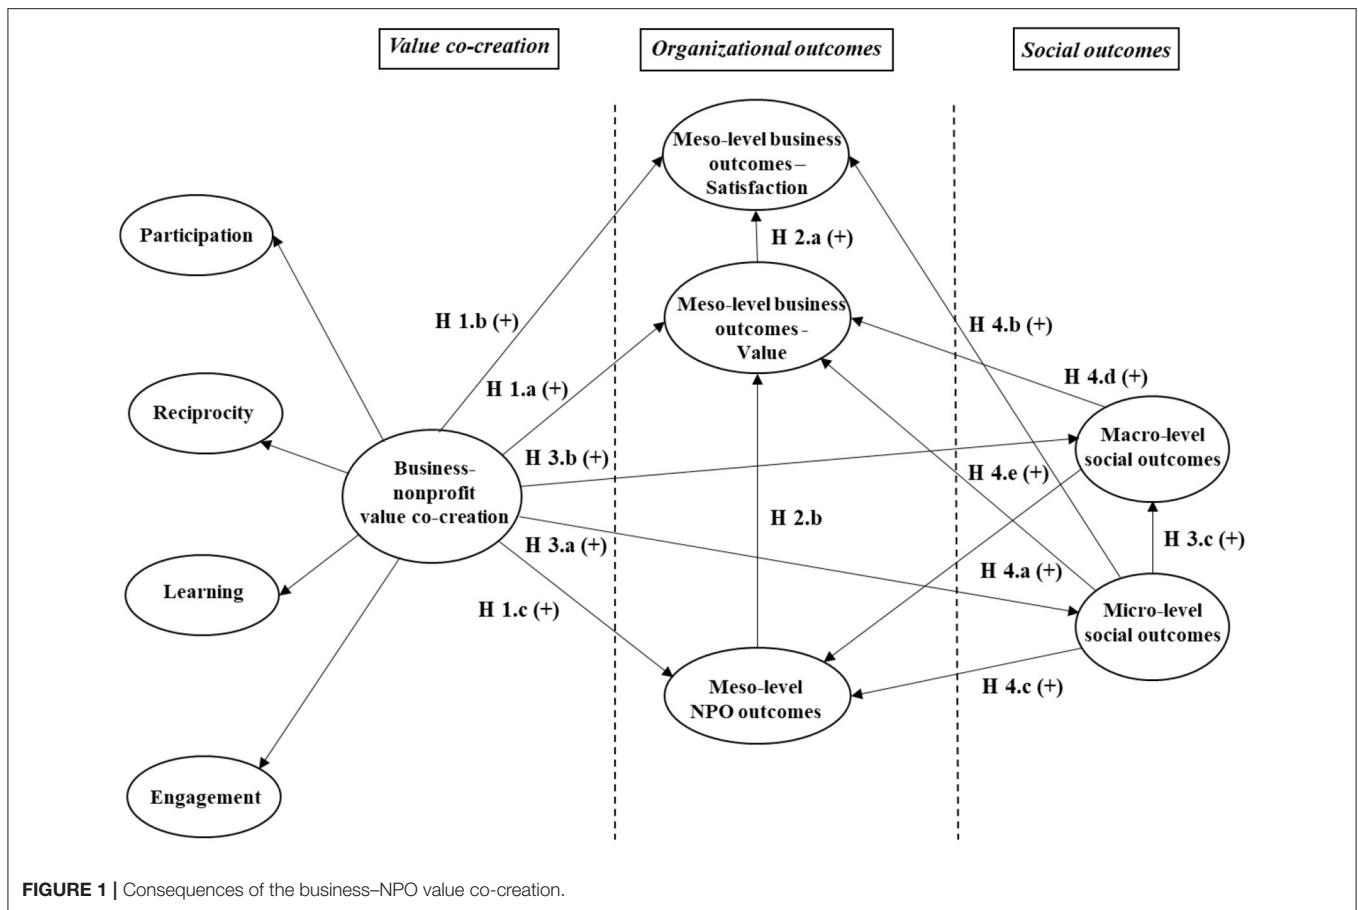 Value co-creation
Organizational outcomes
Social outcomes
Meso-level business
outcomes –
Satisfaction
Participation
H 2.a (+)
Meso-level business
outcomes -
Value
H 1.b (+)
H 4.b (+)
H 1.a (+)
H 4.d (+)
Reciprocity
Macro-level
social outcomes
Business-
nonprofit
value co-creation
H 3.b (+)
H 4.e (+)
H 2.b
H 3.a (+)
H 3.c (+)
H 4.a (+)
Learning
H 1.c (+)
Micro-level
social outcomes
Meso-level
NPO outcomes
H 4.c (+)
Engagement
FIGURE 1 | Consequences of the business–NPO value co-creation.